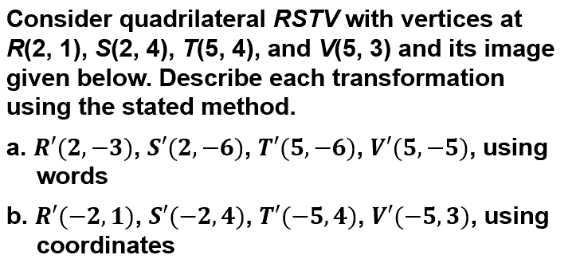 Consider quadrilateral RSTV with vertices at
R(2, 1), S(2, 4), T(5, 4), and V(5, 3) and its image
given below. Describe each transformation
using the stated method.
a. R′(2, −3), S′(2, −6), T′(5, −6), V′(5, −5), using
words
b. R′(−2, 1), S′(−2, 4), T′(−5, 4), V′(−5, 3), using
coordinates